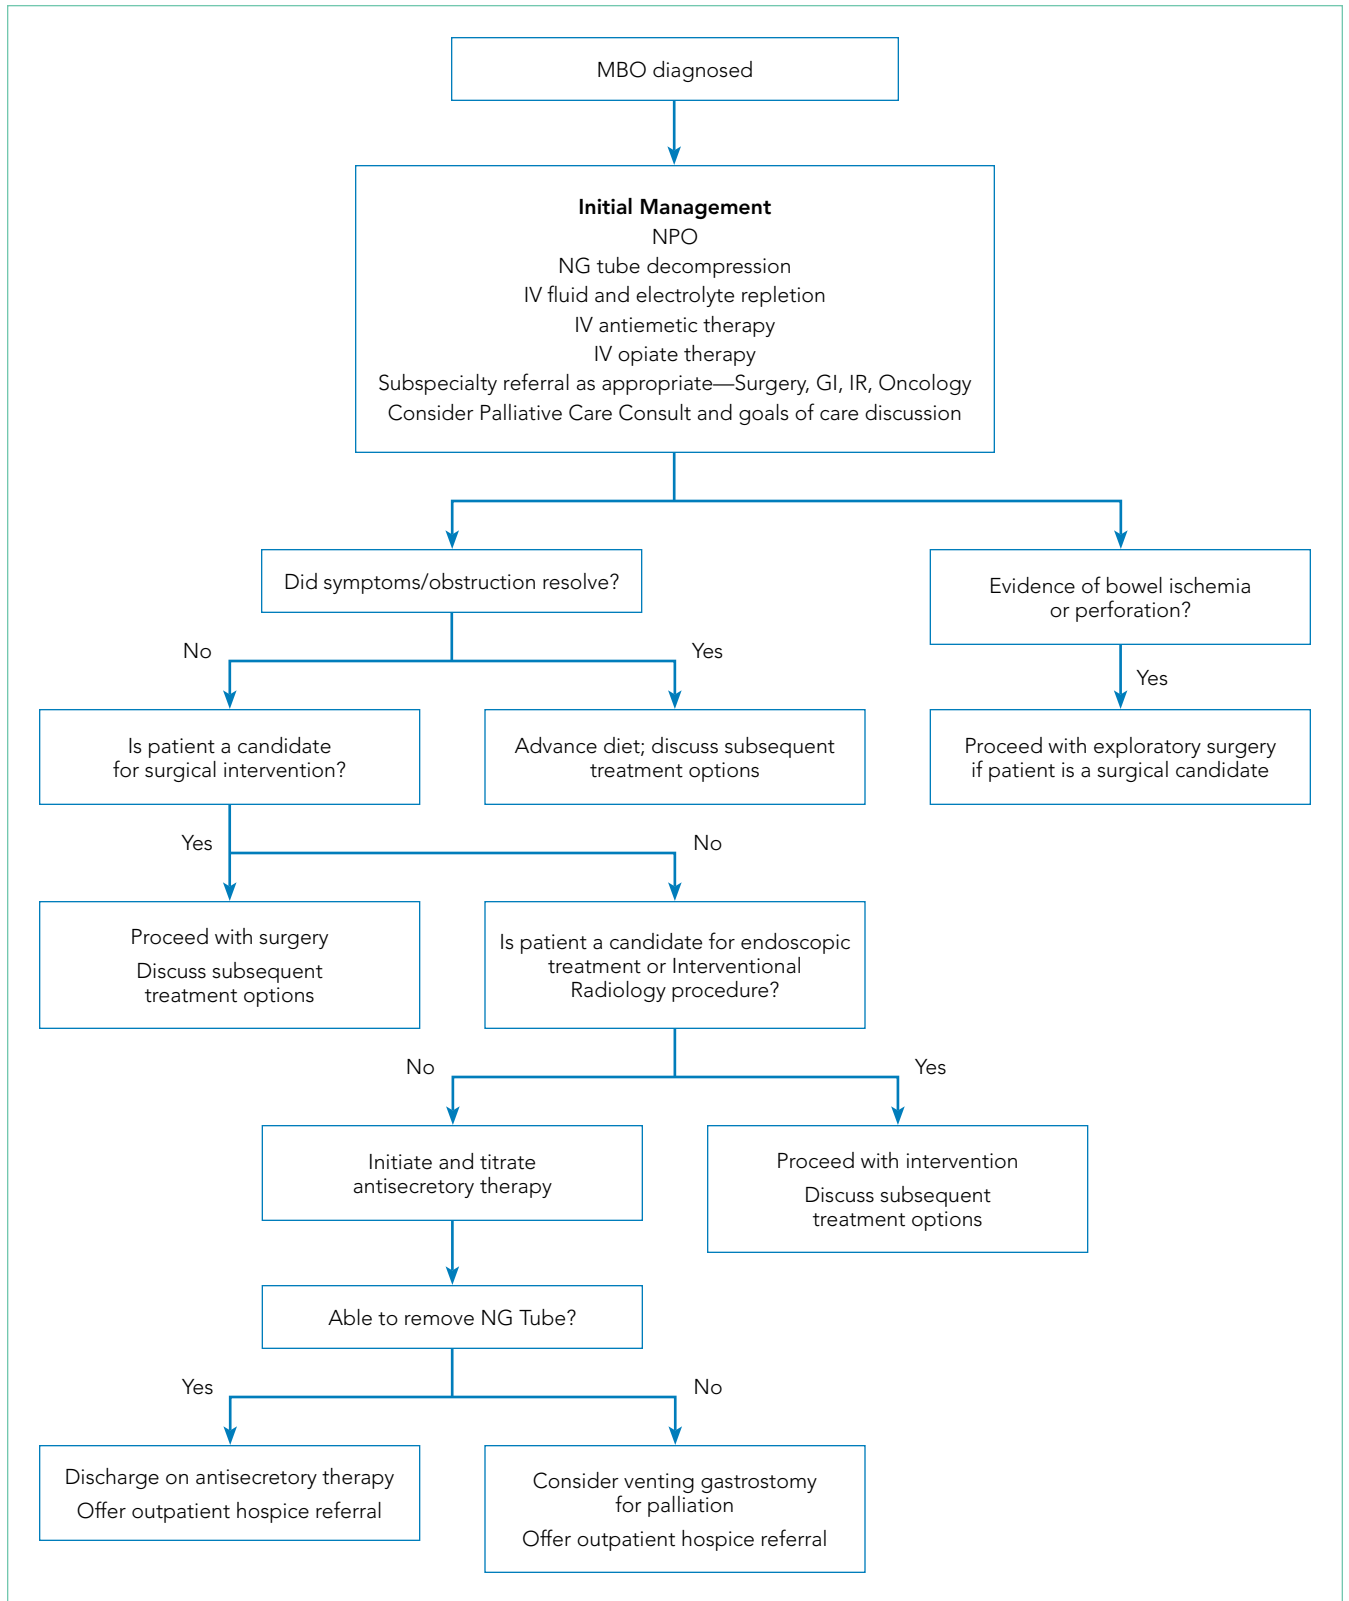 MBO diagnosed
Initial Management
NPO
NG tube decompression
IV fluid and electrolyte repletion
IV antiemetic therapy
IV opiate therapy
Subspecialty referral as appropriate—Surgery, GI, IR, Oncology
Consider Palliative Care Consult and goals of care discussion
Did symptoms/obstruction resolve?
Evidence of bowel ischemia
or perforation?
No
Yes
Yes
Is patient a candidate
for surgical intervention?
Advance diet; discuss subsequent
treatment options
Proceed with exploratory surgery
if patient is a surgical candidate
Yes
No
Proceed with surgery
Discuss subsequent
treatment options
Is patient a candidate for endoscopic
treatment or Interventional
Radiology procedure?
No
Yes
Initiate and titrate
antisecretory therapy
Proceed with intervention
Discuss subsequent
treatment options
Able to remove NG Tube?
Yes
No
Discharge on antisecretory therapy
Offer outpatient hospice referral
Consider venting gastrostomy
for palliation
Offer outpatient hospice referral